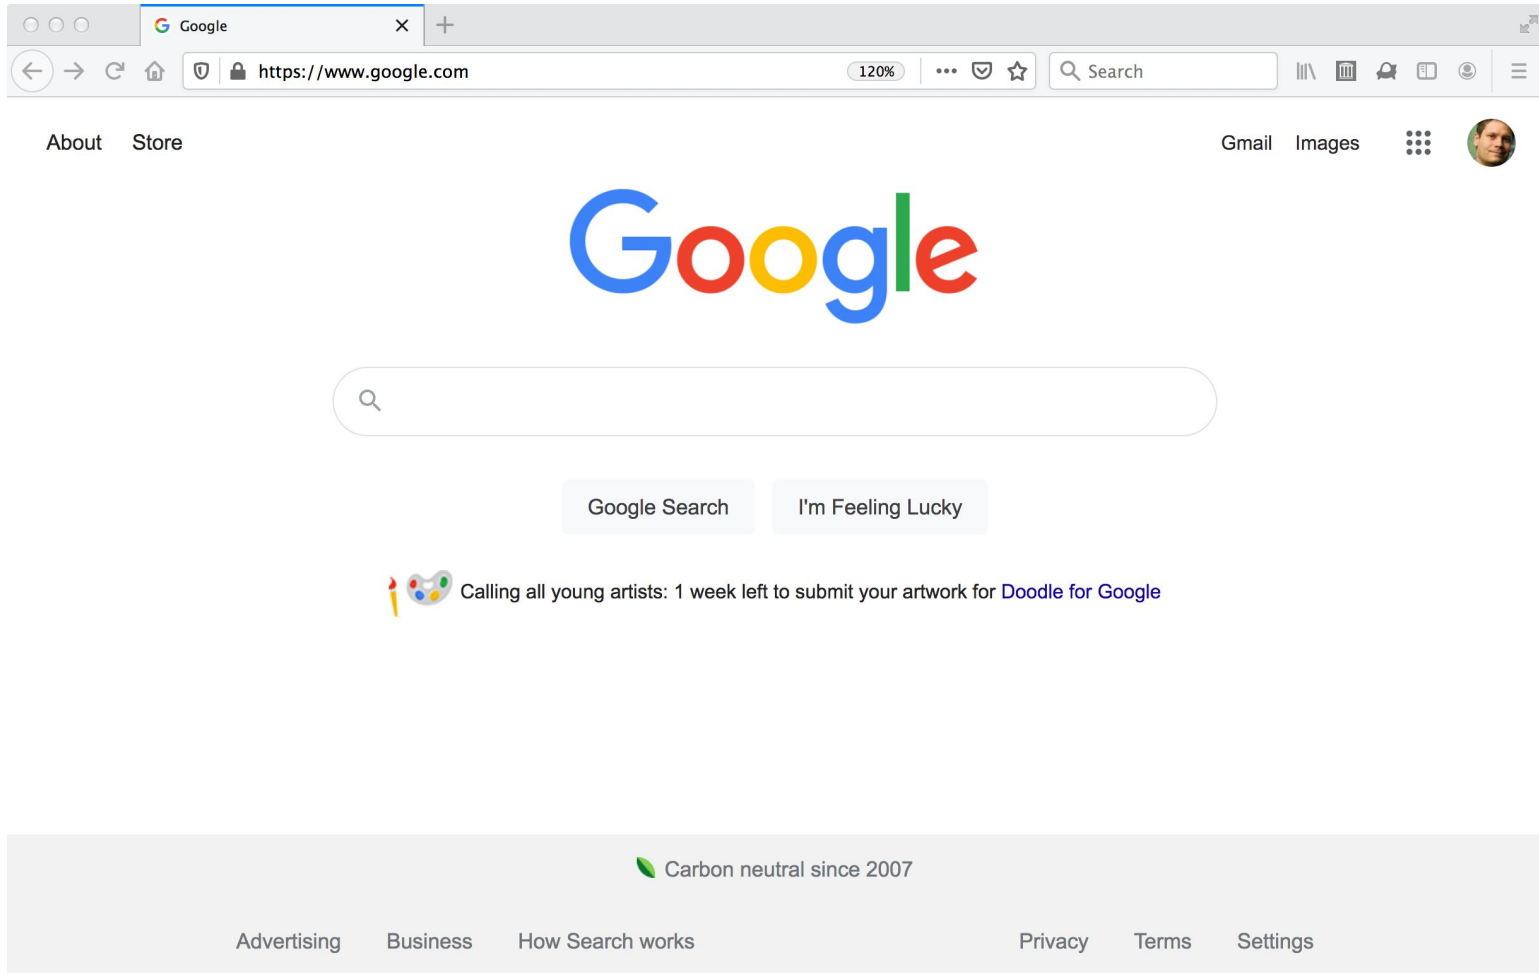 Google
https://www.google.com 120% Search
About Store Gmail Images
Google
Google Search I'm Feeling Lucky
Calling all young artists: 1 week left to submit your artwork for Doodle for Google
Carbon neutral since 2007
Advertising Business How Search works Privacy Terms Settings